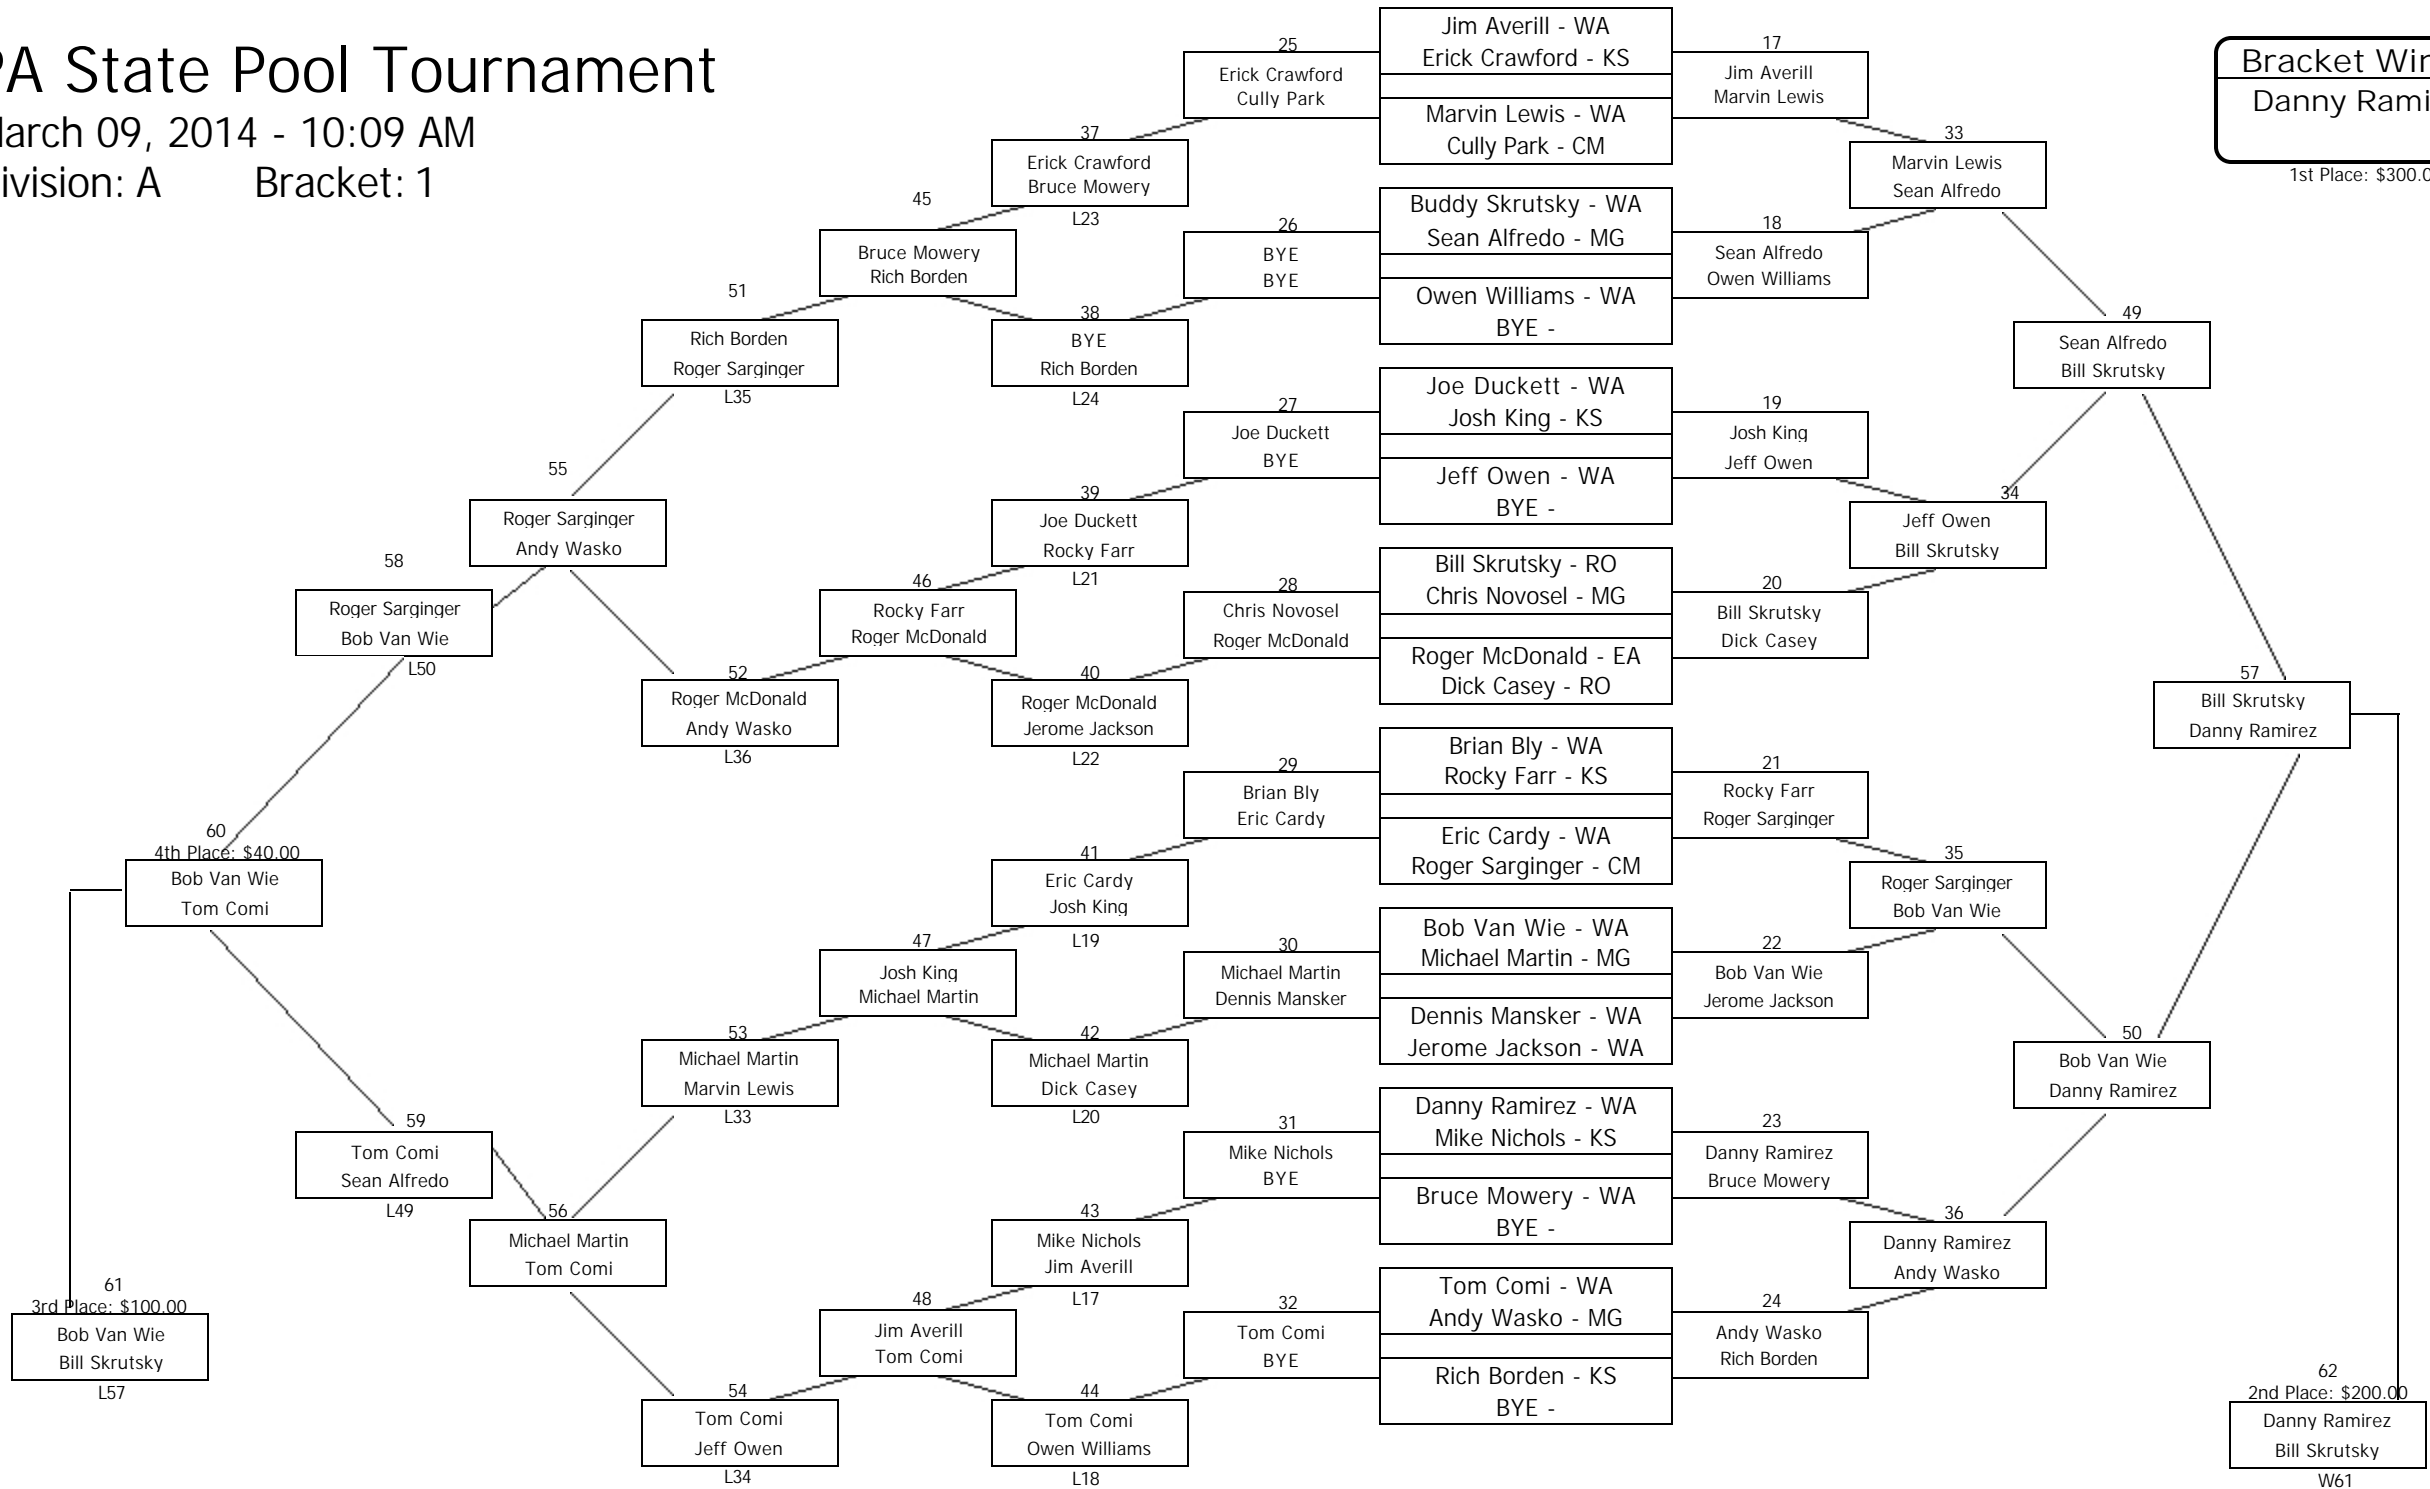 PA State Pool Tournament
March 09, 2014 - 10:09 AM
Division: A Bracket: 1
Bracket
Danny
1st Place: $300.0
Jim Averill - WA
Erick Crawford - KS
Marvin Lewis - WA
Cully Park - CM
Buddy Skrutsky - WA
Sean Alfredo - MG
Owen Williams - WA
BYE -
Joe Duckett - WA
Josh King - KS
Jeff Owen - WA
BYE -
Bill Skrutsky - RO
Chris Novosel - MG
Roger McDonald - EA
Dick Casey - RO
Brian Bly - WA
Rocky Farr - KS
Eric Cardy - WA
Roger Sarginger - CM
Bob Van Wie - WA
Michael Martin - MG
Dennis Mansker - WA
Jerome Jackson - WA
Danny Ramirez - WA
Mike Nichols - KS
Bruce Mowery - WA
BYE -
Tom Comi - WA
Andy Wasko - MG
Rich Borden - KS
BYE -
17
Jim Averill
Marvin Lewis
18
Sean Alfredo
Owen Williams
19
Josh King
Jeff Owen
20
Bill Skrutsky
Dick Casey
21
Rocky Farr
Roger Sarginger
22
Bob Van Wie
Jerome Jackson
23
Danny Ramirez
Bruce Mowery
24
Andy Wasko
Rich Borden
25
Erick Crawford
Cully Park
26
BYE
BYE
27
Joe Duckett
BYE
28
Chris Novosel
Roger McDonald
29
Brian Bly
Eric Cardy
30
Michael Martin
Dennis Mansker
31
Mike Nichols
BYE
32
Tom Comi
BYE
33
Marvin Lewis
Sean Alfredo
34
Jeff Owen
Bill Skrutsky
35
Roger Sarginger
Bob Van Wie
36
Danny Ramirez
Andy Wasko
37
Erick Crawford
Bruce Mowery
L23
38
BYE
Rich Borden
L24
39
Joe Duckett
Rocky Farr
L21
40
Roger McDonald
Jerome Jackson
L22
41
Eric Cardy
Josh King
L19
42
Michael Martin
Dick Casey
L20
43
Mike Nichols
Jim Averill
L17
44
Tom Comi
Owen Williams
L18
45
Bruce Mowery
Rich Borden
46
Rocky Farr
Roger McDonald
47
Josh King
Michael Martin
48
Jim Averill
Tom Comi
49
Sean Alfredo
Bill Skrutsky
50
Bob Van Wie
Danny Ramirez
51
Rich Borden
Roger Sarginger
L35
52
Roger McDonald
Andy Wasko
L36
53
Michael Martin
Marvin Lewis
L33
54
Tom Comi
Jeff Owen
L34
55
Roger Sarginger
Andy Wasko
56
Michael Martin
Tom Comi
57
Bill Skrutsky
Danny Ramirez
58
Roger Sarginger
Bob Van Wie
L50
59
Tom Comi
Sean Alfredo
L49
60
4th Place: $40.00
Bob Van Wie
Tom Comi
61
3rd Place: $100.00
Bob Van Wie
Bill Skrutsky
L57
62
2nd Place: $200.00
Danny Ramirez
Bill Skrutsky
W61